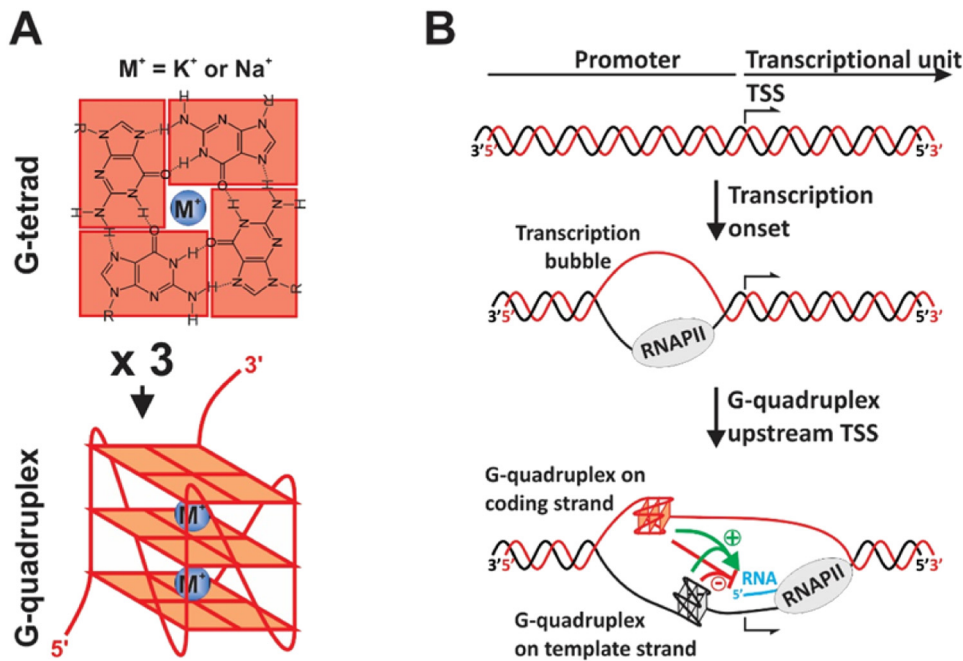 A
M⁺ = K⁺ or Na⁺
G-tetrad
R
N
N
H
N
H
R
N
N
N
O
H
N
N
N
N
H
O
H
M⁺
H
N
H
O
H
N
H
H
N
N
O
H
N
N
N
N
H
O
N
N
N
R
H
H
N
R
x 3
3'
G-quadruplex
M⁺
M⁺
5'
B
Promoter
Transcriptional unit
TSS
3'5'
5'3'
Transcription
onset
Transcription
bubble
3'5'
RNAPII
5'3'
G-quadruplex
upstream TSS
G-quadruplex on
coding strand
+
3'5'
−
RNA
5'
RNAPII
5'3'
G-quadruplex
on template strand